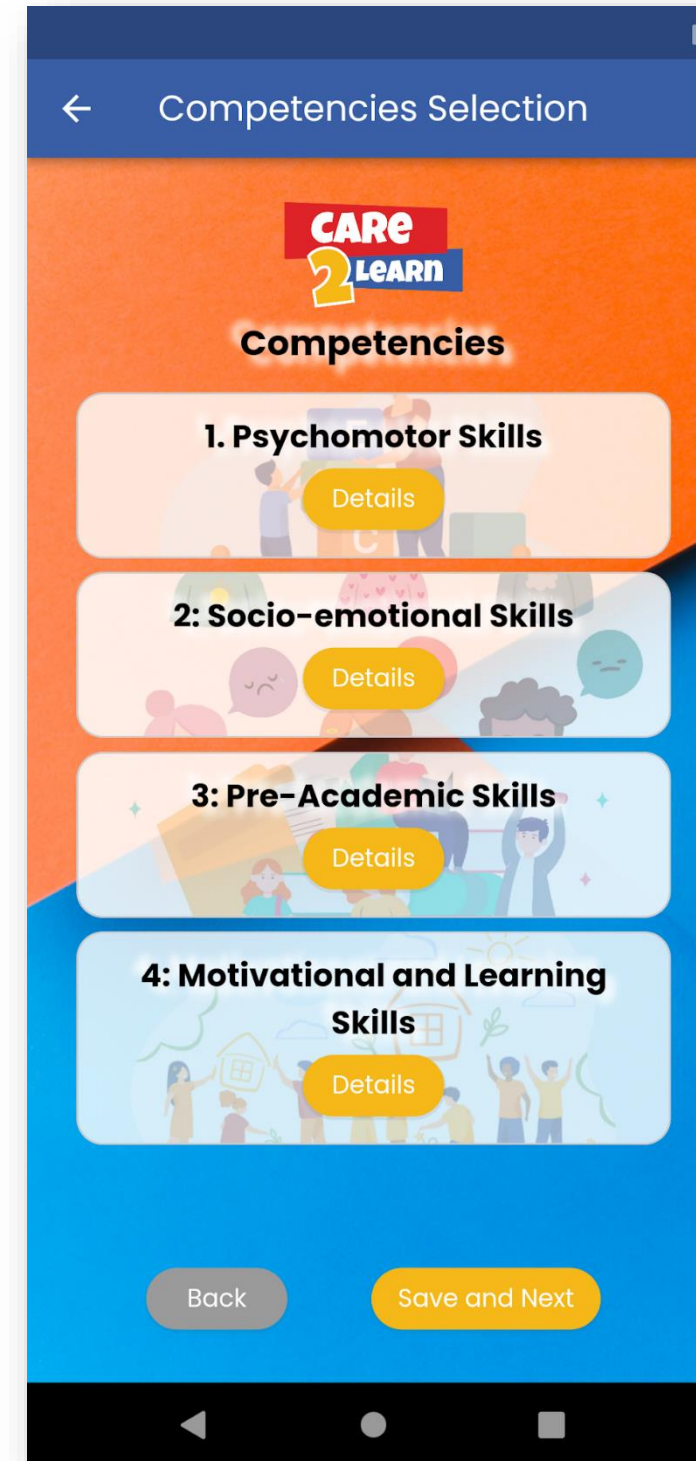 Competencies Selection
CARe
2 LeARn
Competencies
1. Psychomotor Skills
Details
C
2: Socio-emotional Skills
Details
3: Pre-Academic Skills
Details
4: Motivational and Learning
Skills
Details
Back
Save and Next